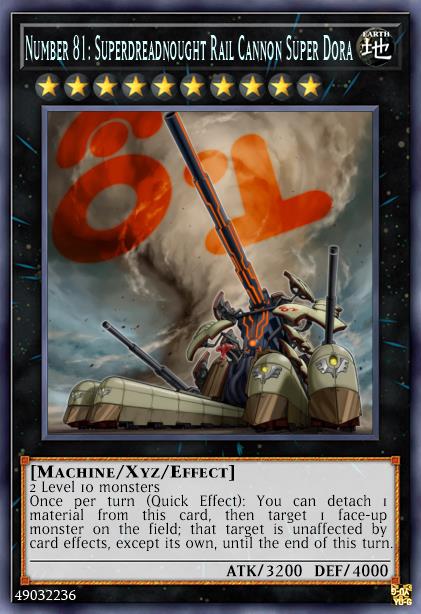 NUMBER 81: SUPERDREADNOUGHT RAIL CANNON SUPER DORA
EARTH
地
81
[MACHINE/XYZ/EFFECT]
2 Level 10 monsters
Once per turn (Quick Effect): You can detach 1
material from this card, then target 1 face-up
monster on the field; that target is unaffected by
card effects, except its own, until the end of this turn.
ATK/3200 DEF/4000
49032236